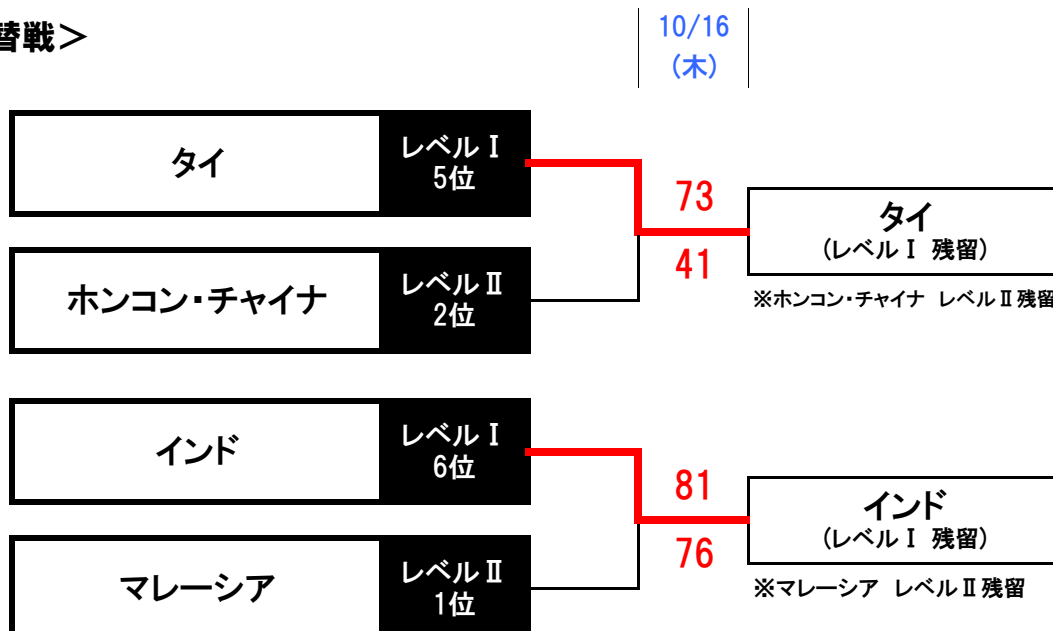 替戦＞
10/16
(木)
タイ
レベルⅠ
5位
73
タイ
(レベルⅠ 残留)
ホンコン・チャイナ
レベルⅡ
2位
41
※ホンコン・チャイナ レベルⅡ残留
インド
レベルⅠ
6位
81
インド
(レベルⅠ 残留)
マレーシア
レベルⅡ
1位
76
※マレーシア レベルⅡ残留